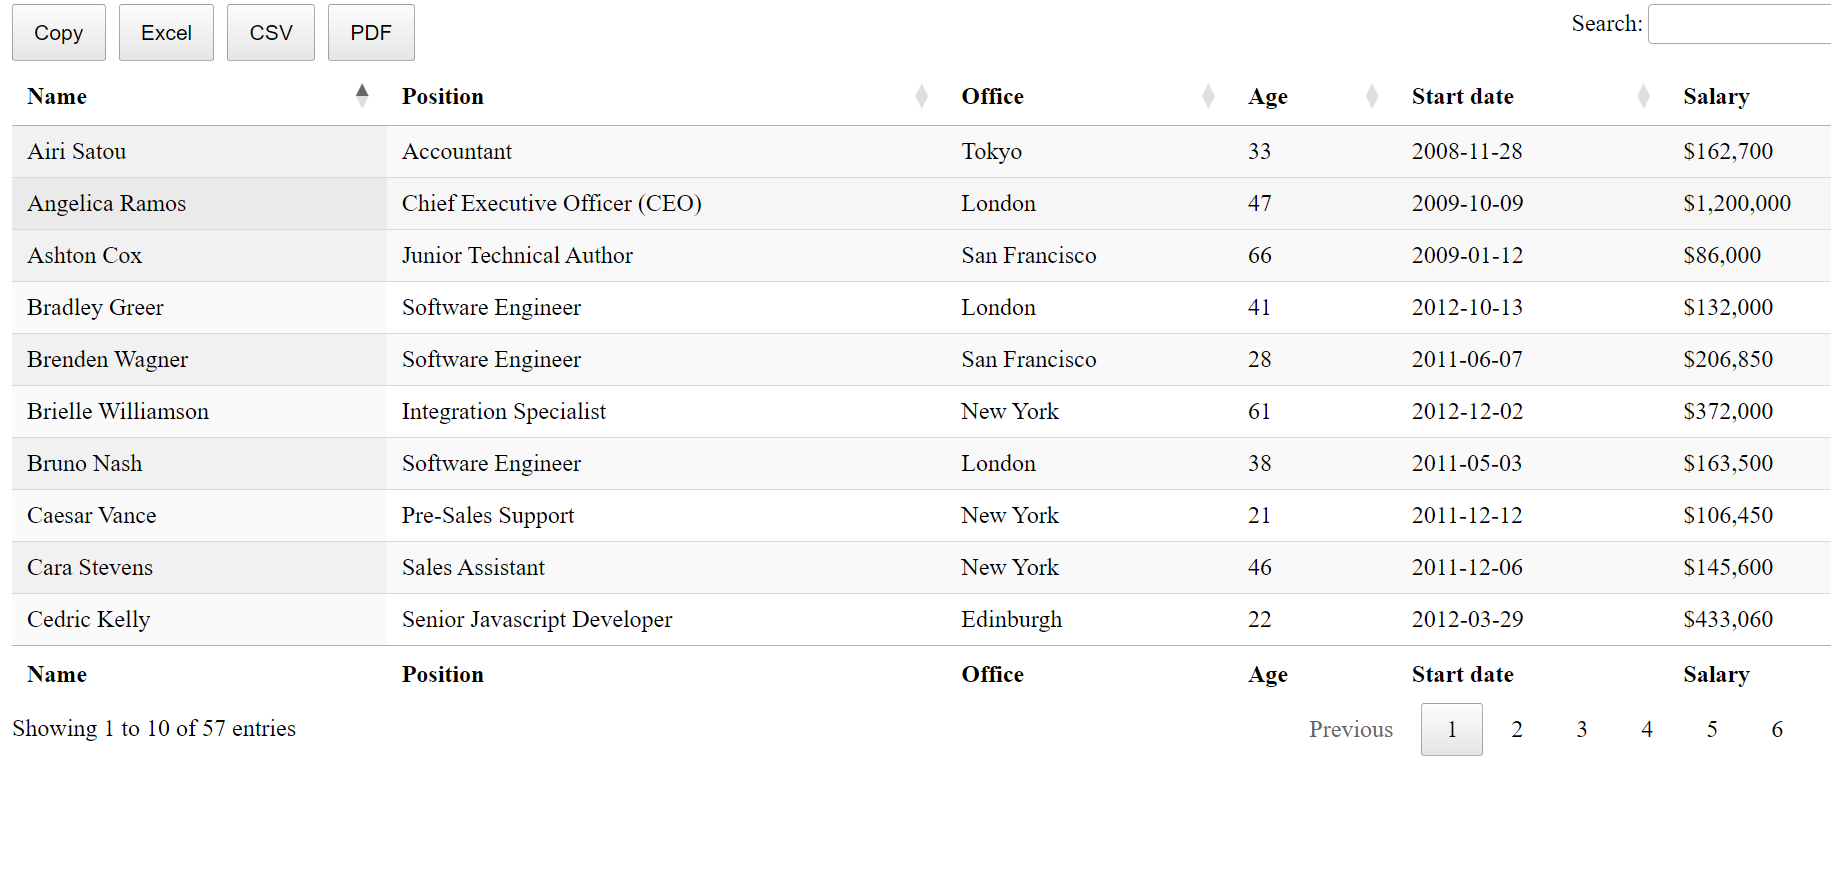 Copy Excel CSV PDF Search:
Name Position Office Age Start date Salary
Airi Satou Accountant Tokyo 33 2008-11-28 $162,700
Angelica Ramos Chief Executive Officer (CEO) London 47 2009-10-09 $1,200,000
Ashton Cox Junior Technical Author San Francisco 66 2009-01-12 $86,000
Bradley Greer Software Engineer London 41 2012-10-13 $132,000
Brenden Wagner Software Engineer San Francisco 28 2011-06-07 $206,850
Brielle Williamson Integration Specialist New York 61 2012-12-02 $372,000
Bruno Nash Software Engineer London 38 2011-05-03 $163,500
Caesar Vance Pre-Sales Support New York 21 2011-12-12 $106,450
Cara Stevens Sales Assistant New York 46 2011-12-06 $145,600
Cedric Kelly Senior Javascript Developer Edinburgh 22 2012-03-29 $433,060
Name Position Office Age Start date Salary
Showing 1 to 10 of 57 entries Previous 1 2 3 4 5 6